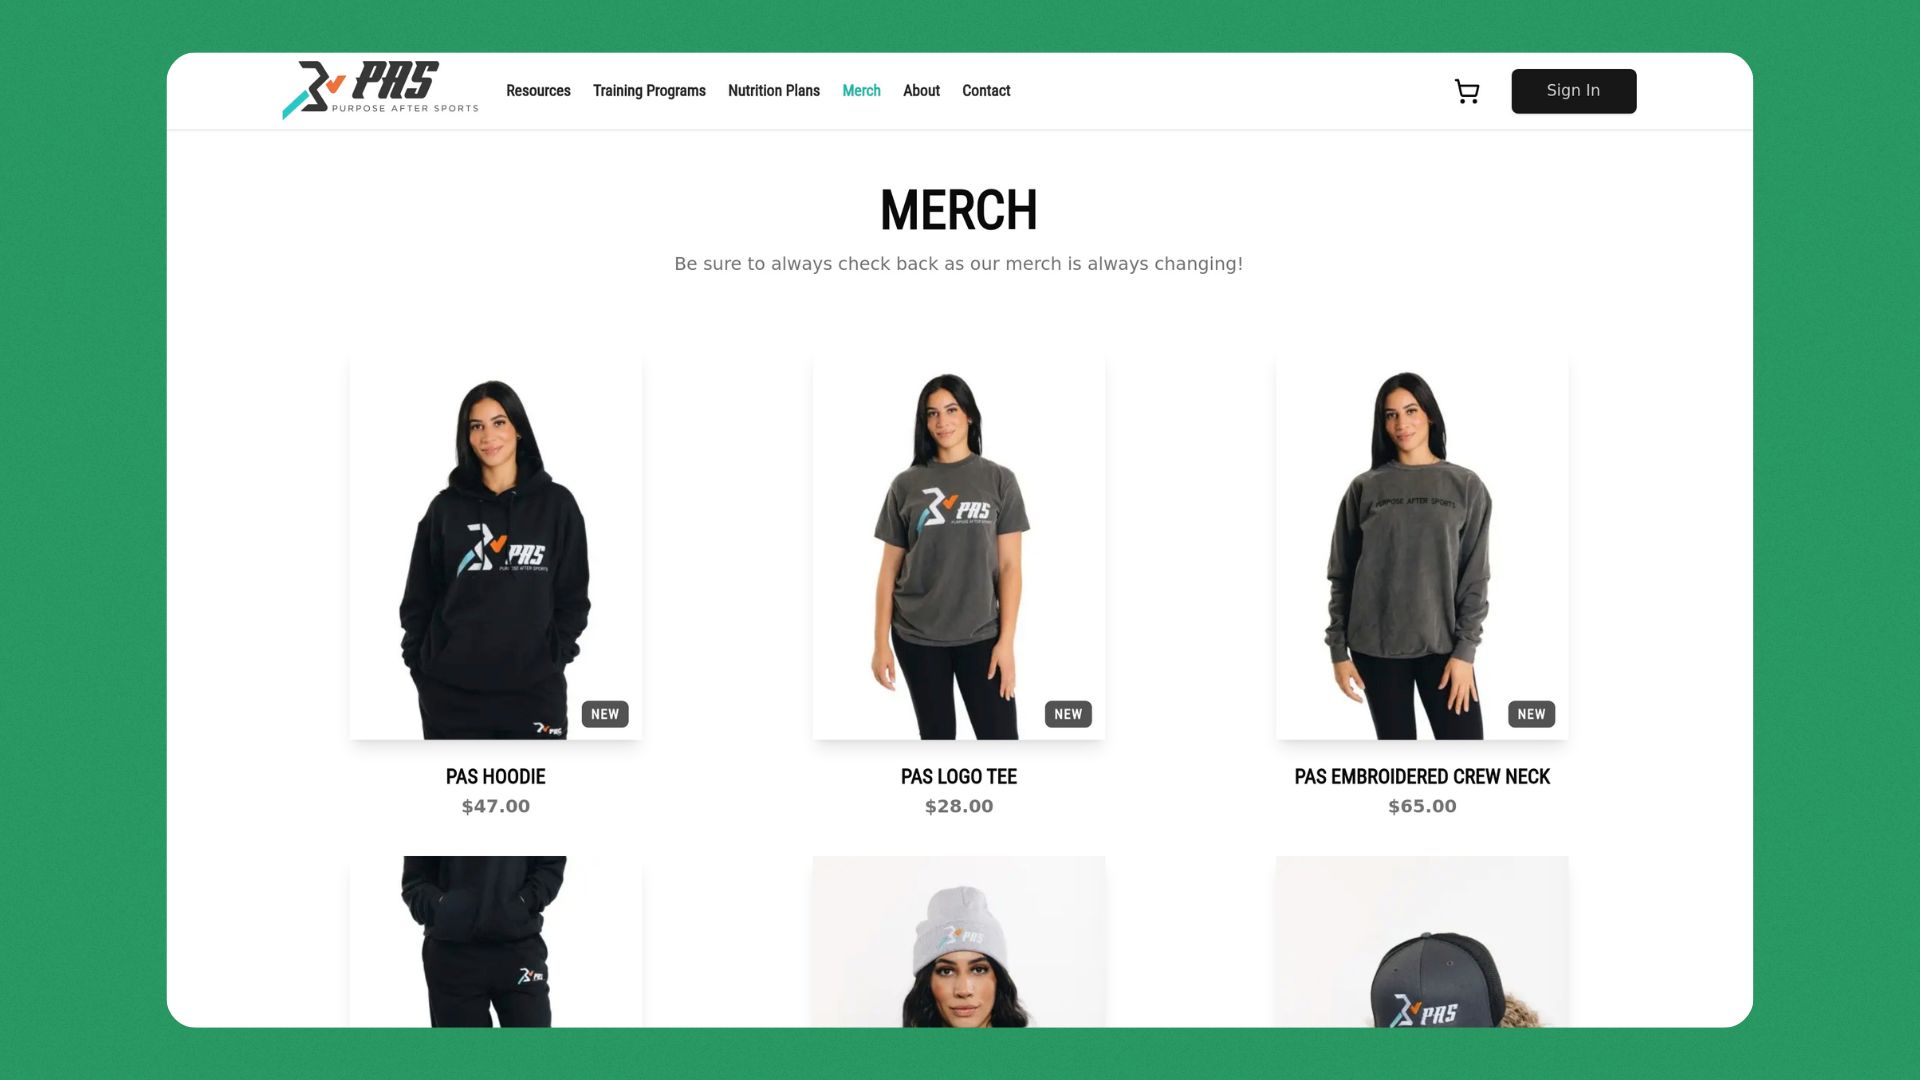 PAS
PURPOSE AFTER SPORTS
Resources Training Programs Nutrition Plans Merch About Contact
Sign In
MERCH
Be sure to always check back as our merch is always changing!
PAS
PURPOSE AFTER SPORTS
PAS
NEW
PAS
PURPOSE AFTER SPORTS
NEW
PURPOSE AFTER SPORTS
NEW
PAS HOODIE
$47.00
PAS LOGO TEE
$28.00
PAS EMBROIDERED CREW NECK
$65.00
PAS
PAS
PAS